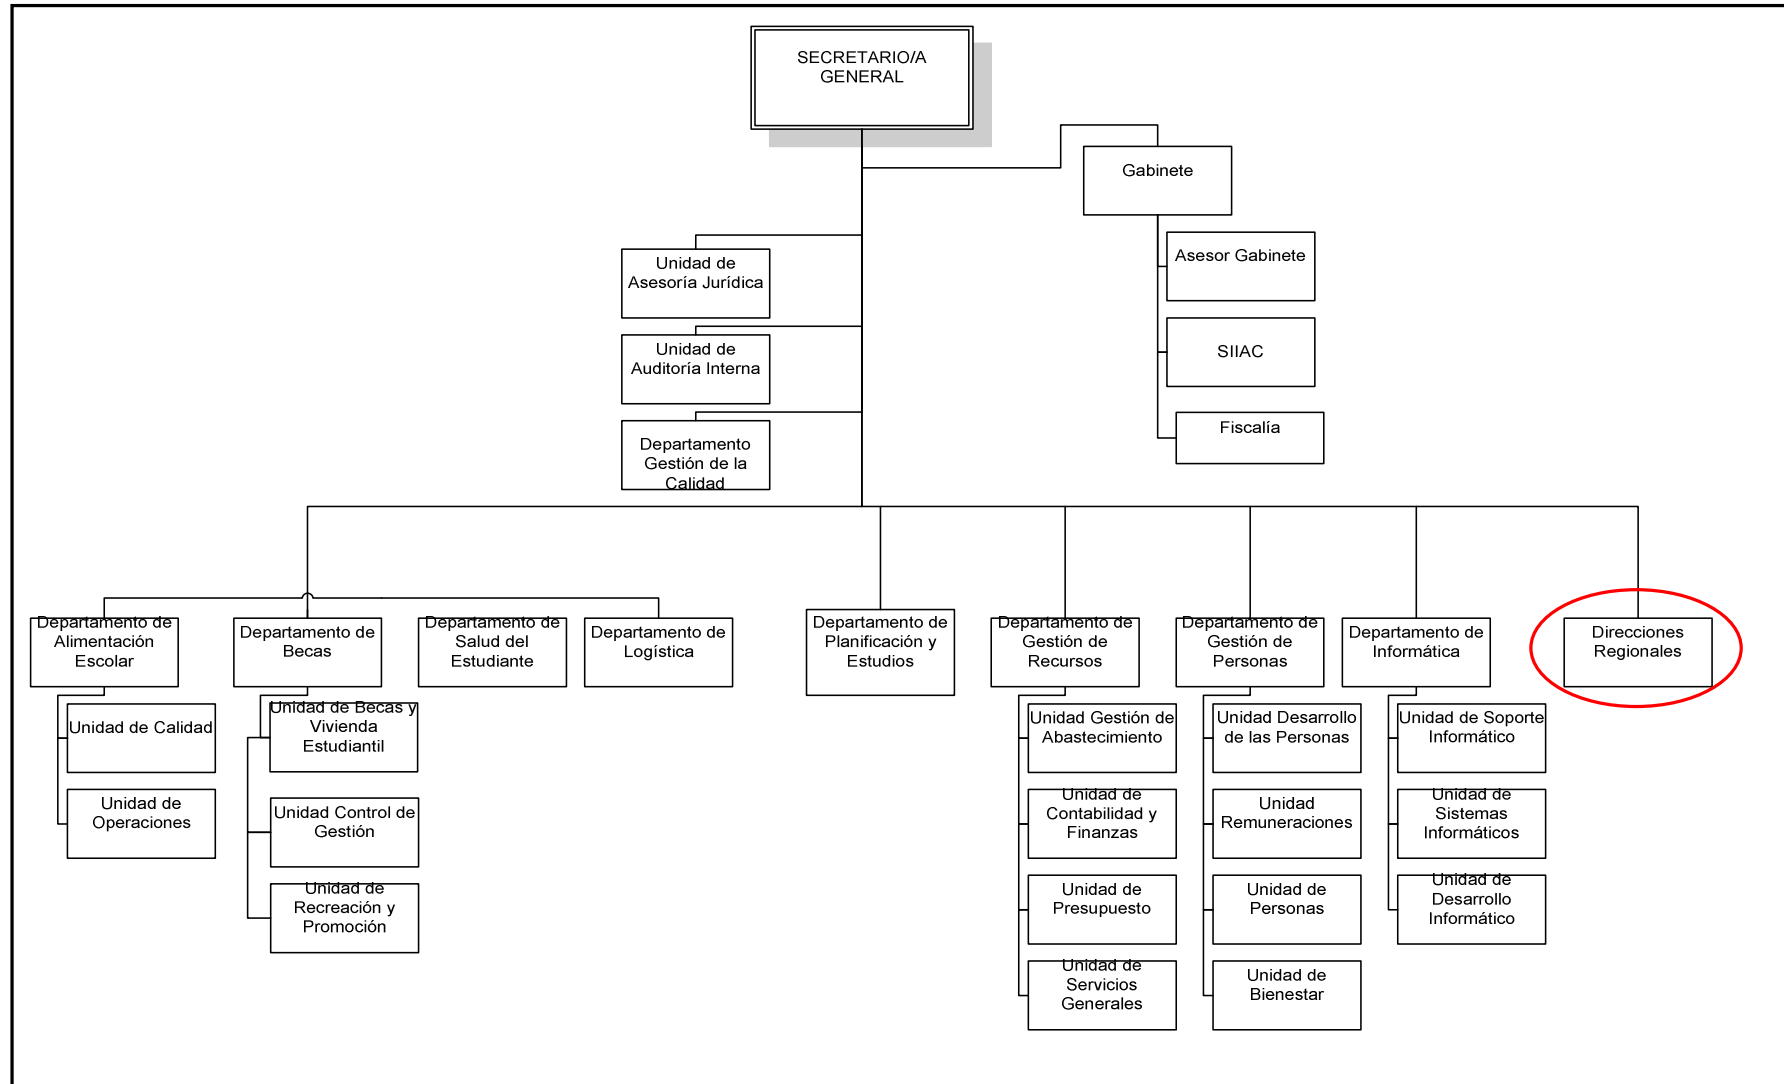 SECRETARIO/A
GENERAL
Gabinete
Asesor Gabinete
SIIAC
Fiscalía
Unidad de
Asesoría Jurídica
Unidad de
Auditoría Interna
Departamento
Gestión de la
Calidad
Departamento de
Alimentación
Escolar
Unidad de Calidad
Unidad de
Operaciones
Departamento de
Becas
Unidad de Becas y
Vivienda
Estudiantil
Unidad Control de
Gestión
Unidad de
Recreación y
Promoción
Departamento de
Salud del
Estudiante
Departamento de
Logística
Departamento de
Planificación y
Estudios
Departamento de
Gestión de
Recursos
Unidad Gestión de
Abastecimiento
Unidad de
Contabilidad y
Finanzas
Unidad de
Presupuesto
Unidad de
Servicios
Generales
Departamento de
Gestión de
Personas
Unidad Desarrollo
de las Personas
Unidad
Remuneraciones
Unidad de
Personas
Unidad de
Bienestar
Departamento de
Informática
Unidad de Soporte
Informático
Unidad de
Sistemas
Informáticos
Unidad de
Desarrollo
Informático
Direcciones
Regionales